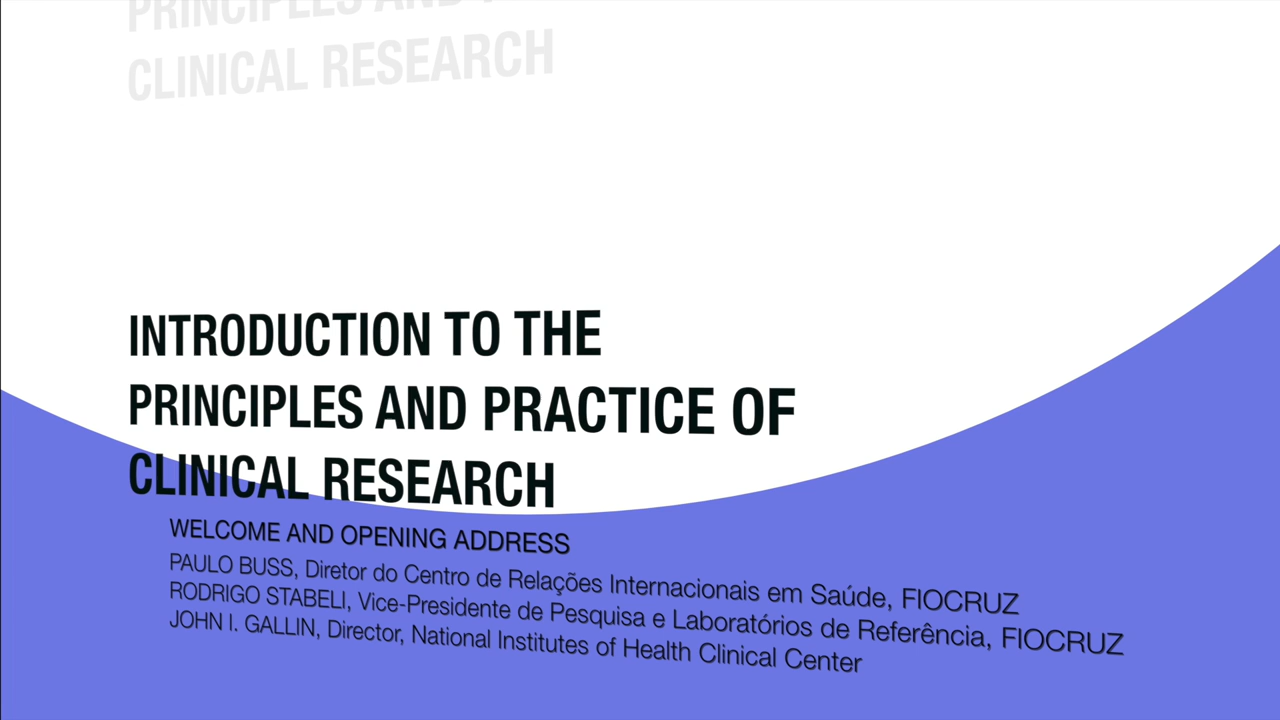 PRINCIPLES AND
CLINICAL RESEARCH
INTRODUCTION TO THE
PRINCIPLES AND PRACTICE OF
CLINICAL RESEARCH
WELCOME AND OPENING ADDRESS
PAULO BUSS, Diretor do Centro de Relações Internacionais em Saúde, FIOCRUZ
RODRIGO STABELI, Vice-Presidente de Pesquisa e Laboratórios de Referência, FIOCRUZ
JOHN I. GALLIN, Director, National Institutes of Health Clinical Center